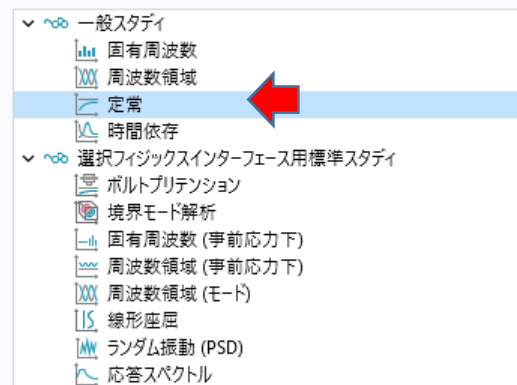 一般スタディ
固有周波数
周波数領域
定常
時間依存
選択フィジックスインターフェース用標準スタディ
ボルトプリテンション
境界モード解析
固有周波数 (事前応力下)
周波数領域 (事前応力下)
周波数領域 (モード)
線形座屈
ランダム振動 (PSD)
応答スペクトル